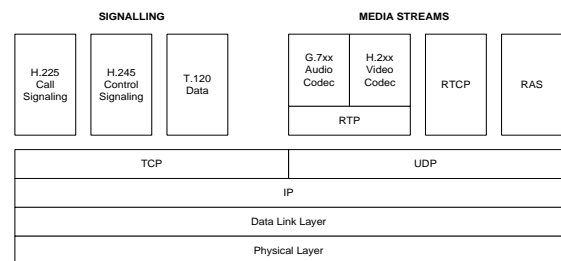 SIGNALLING
MEDIA STREAMS
H.225
Call
Signaling
H.245
Control
Signaling
T.120
Data
G.7xx
Audio
Codec
H.2xx
Video
Codec
RTP
RTCP
RAS
TCP
UDP
IP
Data Link Layer
Physical Layer